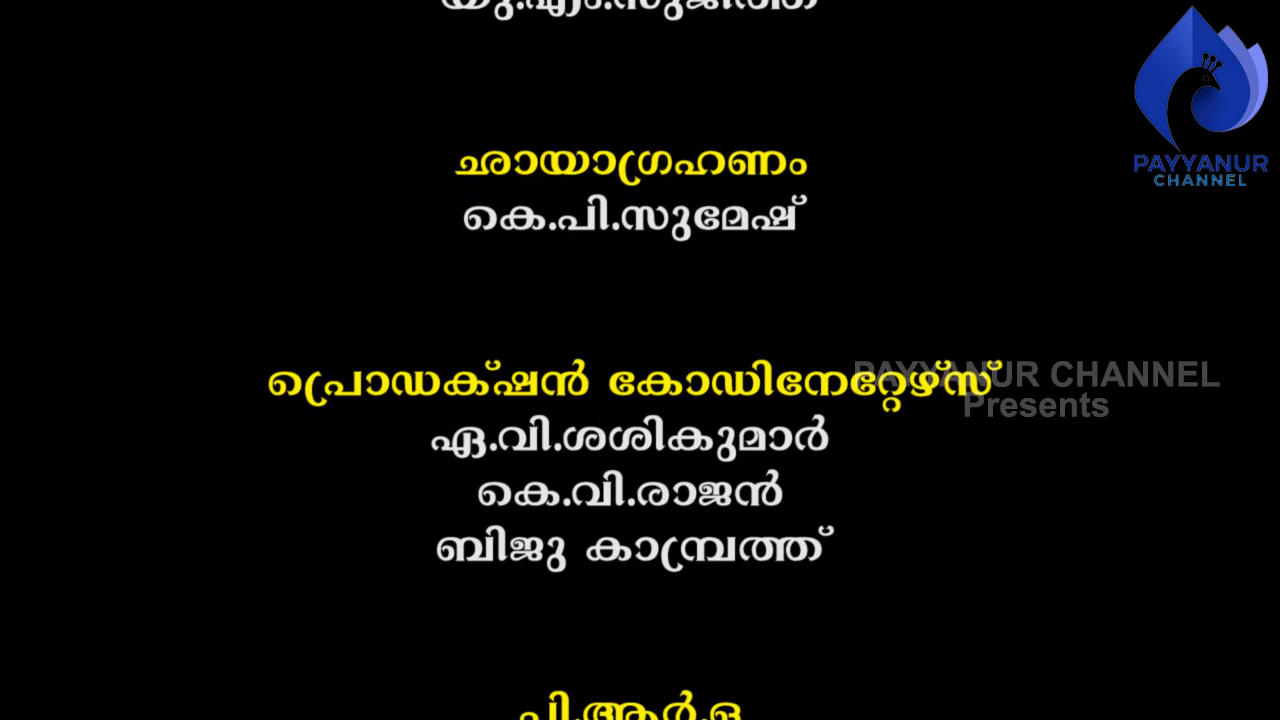 PAYYANUR
CHANNEL
ഛായാഗ്രഹണം
കെ.പി.സുമേഷ്
പ്രൊഡക്ഷൻ കോഡിനേറ്റേഴ്സ്
PAYYANUR CHANNEL
Presents
ഏ.വി.ശശികുമാർ
കെ.വി.രാജൻ
ബിജു കാമ്പ്രത്ത്